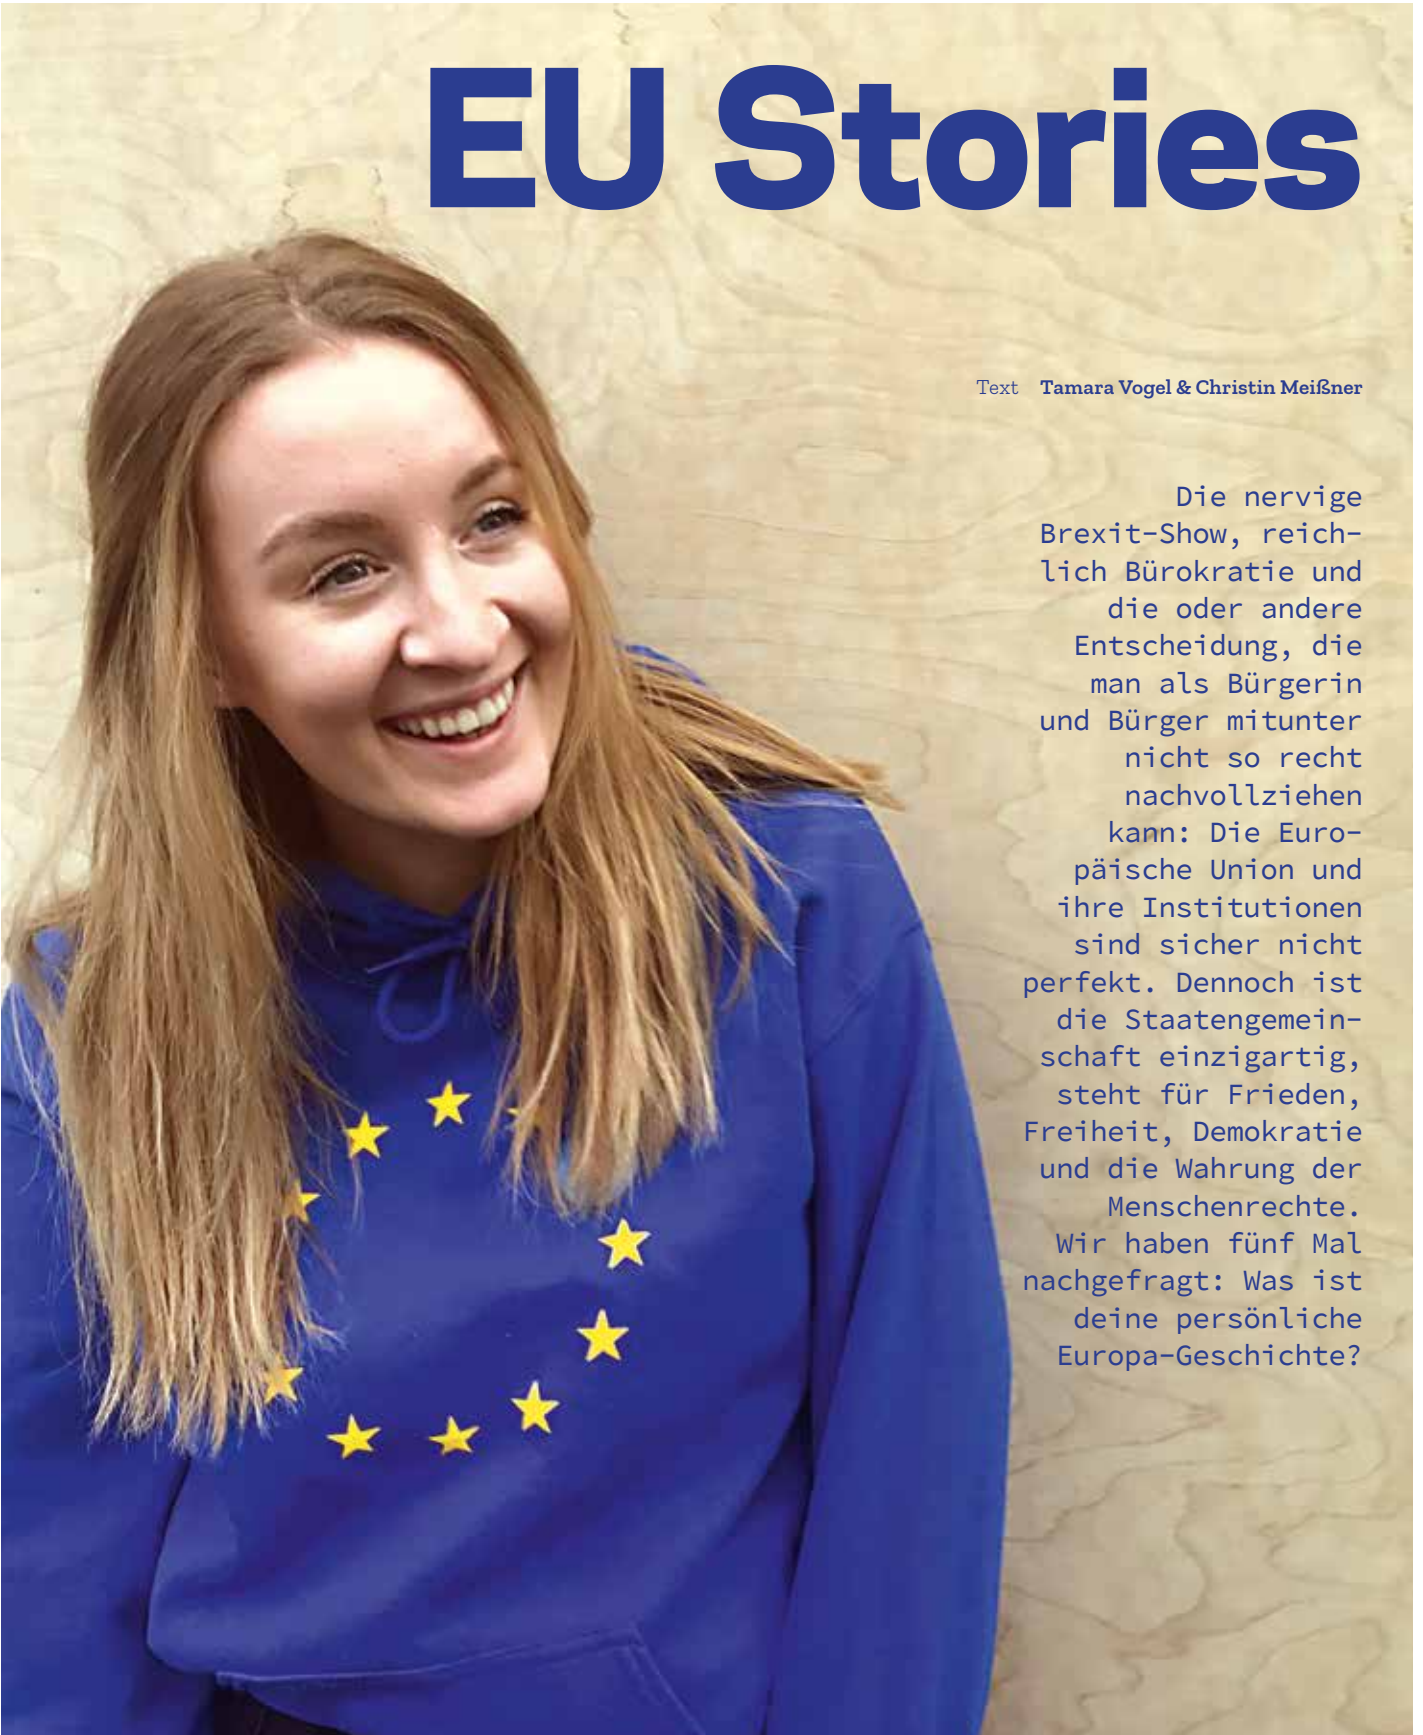 EU Stories
Text Tamara Vogel & Christin Meißner
Die nervige
Brexit-Show, reich-
lich Bürokratie und
die oder andere
Entscheidung, die
man als Bürgerin
und Bürger mitunter
nicht so recht
nachvollziehen
kann: Die Euro-
päische Union und
ihre Institutionen
sind sicher nicht
perfekt. Dennoch ist
die Staatengemein-
schaft einzigartig,
steht für Frieden,
Freiheit, Demokratie
und die Wahrung der
Menschenrechte.
Wir haben fünf Mal
nachgefragt: Was ist
deine persönliche
Europa-Geschichte?